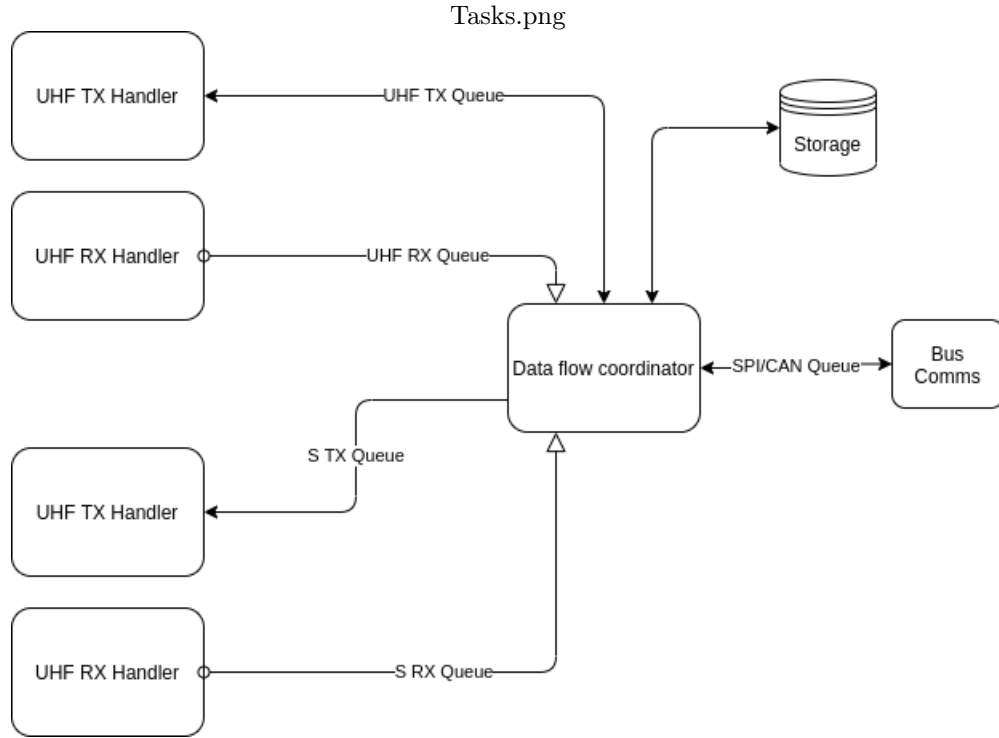 Tasks.png
UHF TX Handler
UHF TX Queue
Storage
UHF RX Handler
UHF RX Queue
Data flow coordinator
SPI/CAN Queue
Bus
Comms
S TX Queue
UHF TX Handler
UHF RX Handler
S RX Queue